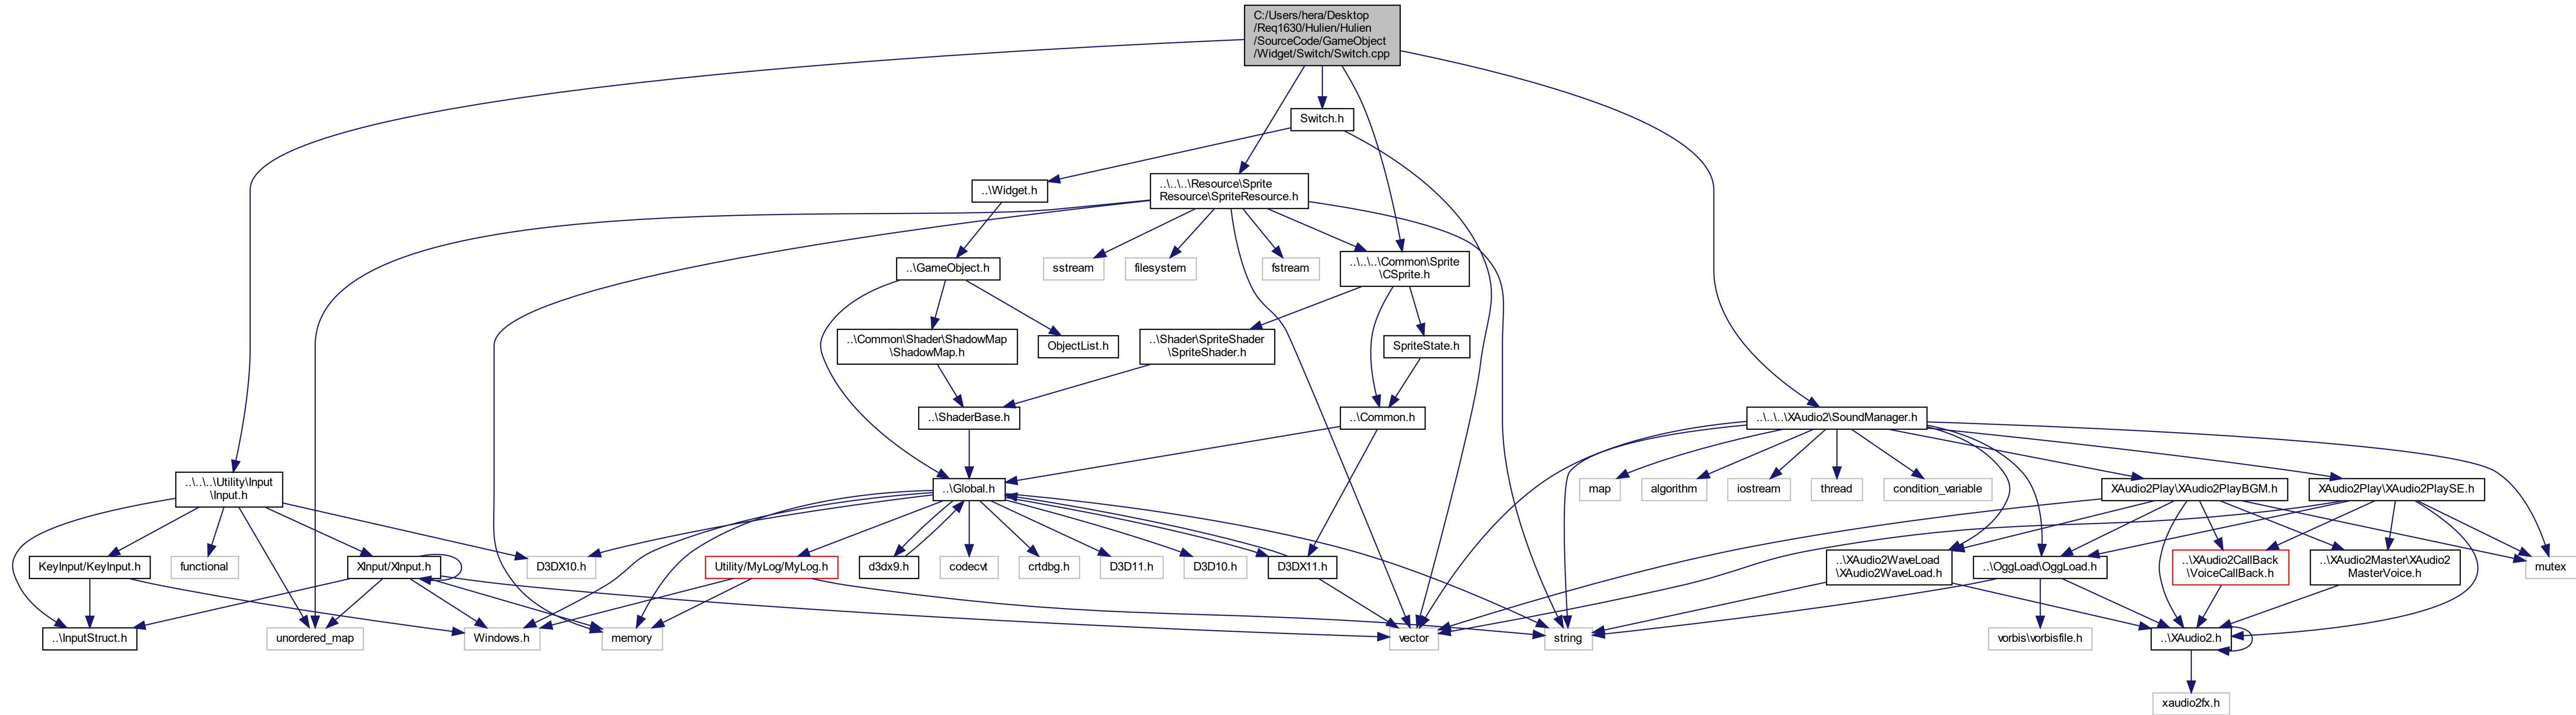 C:/Users/hera/Desktop
/Req1630/Hulien/Hulien
/SourceCode/GameObject
/Widget/Switch/Switch.cpp
Switch.h
..\Widget.h
..\..\..\Resource\Sprite
Resource\SpriteResource.h
..\GameObject.h
sstream
filesystem
fstream
..\..\..\Common\Sprite
\CSprite.h
..\Common\Shader\ShadowMap
\ShadowMap.h
ObjectList.h
..\Shader\SpriteShader
\SpriteShader.h
SpriteState.h
..\ShaderBase.h
..\Common.h
..\..\..\XAudio2\SoundManager.h
..\..\..\Utility\Input
\Input.h
..\Global.h
map
algorithm
iostream
thread
condition_variable
XAudio2Play\XAudio2PlayBGM.h
XAudio2Play\XAudio2PlaySE.h
KeyInput/KeyInput.h
functional
XInput/XInput.h
D3DX10.h
Utility/MyLog/MyLog.h
d3dx9.h
codecvt
crtdbg.h
D3D11.h
D3D10.h
D3DX11.h
..\XAudio2WaveLoad
\XAudio2WaveLoad.h
..\OggLoad\OggLoad.h
..\XAudio2CallBack
\VoiceCallBack.h
..\XAudio2Master\XAudio2
MasterVoice.h
mutex
..\InputStruct.h
unordered_map
Windows.h
memory
vector
string
vorbis\vorbisfile.h
..\XAudio2.h
xaudio2fx.h